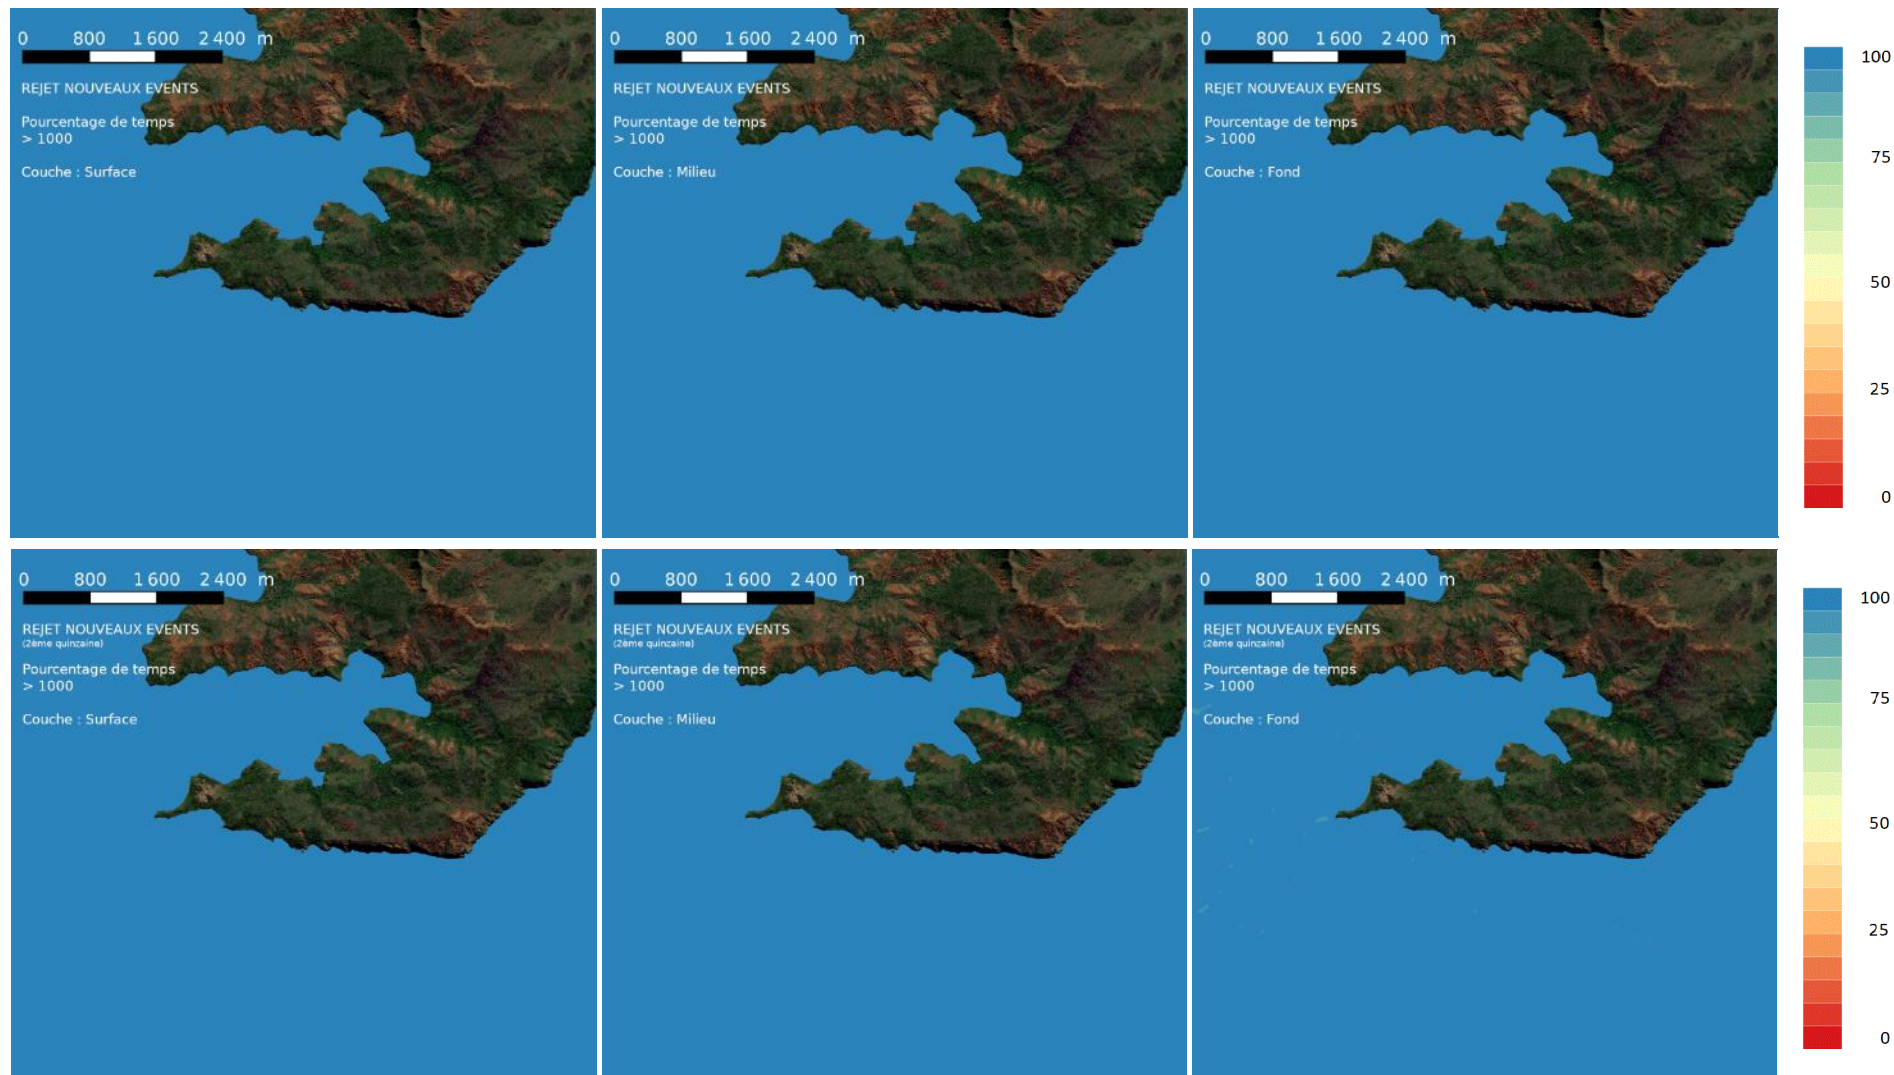 0 800 1 600 2 400 m
REJET NOUVEAUX EVENTS
Pourcentage de temps
> 1000
Couche : Surface
0 800 1 600 2 400 m
REJET NOUVEAUX EVENTS
Pourcentage de temps
> 1000
Couche : Milieu
0 800 1 600 2 400 m
REJET NOUVEAUX EVENTS
Pourcentage de temps
> 1000
Couche : Fond
100
75
50
25
0
0 800 1 600 2 400 m
REJET NOUVEAUX EVENTS
(2ème quinzaine)
Pourcentage de temps
> 1000
Couche : Surface
0 800 1 600 2 400 m
REJET NOUVEAUX EVENTS
(2ème quinzaine)
Pourcentage de temps
> 1000
Couche : Milieu
0 800 1 600 2 400 m
REJET NOUVEAUX EVENTS
(2ème quinzaine)
Pourcentage de temps
> 1000
Couche : Fond
100
75
50
25
0